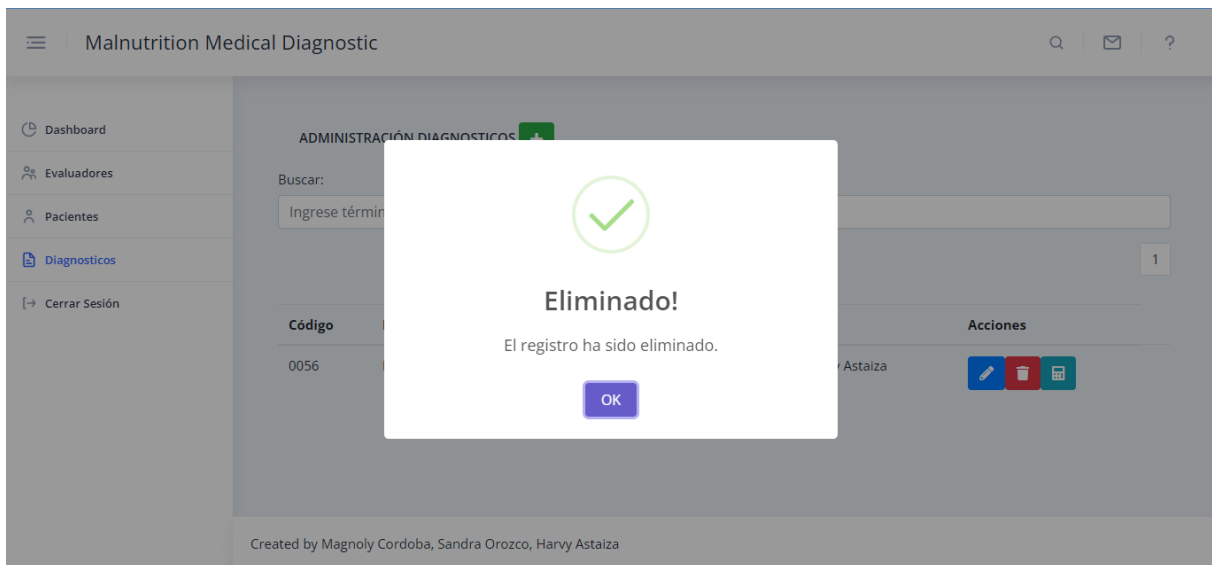 Malnutrition Medical Diagnostic
Dashboard
Evaluadores
Pacientes
Diagnosticos
Cerrar Sesión
ADMINISTRACIÓN DIAGNOSTICOS
Buscar:
Ingrese términ
1
Código
Acciones
0056
Astaiza
Eliminado!
El registro ha sido eliminado.
OK
Created by Magnoly Cordoba, Sandra Orozco, Harvy Astaiza